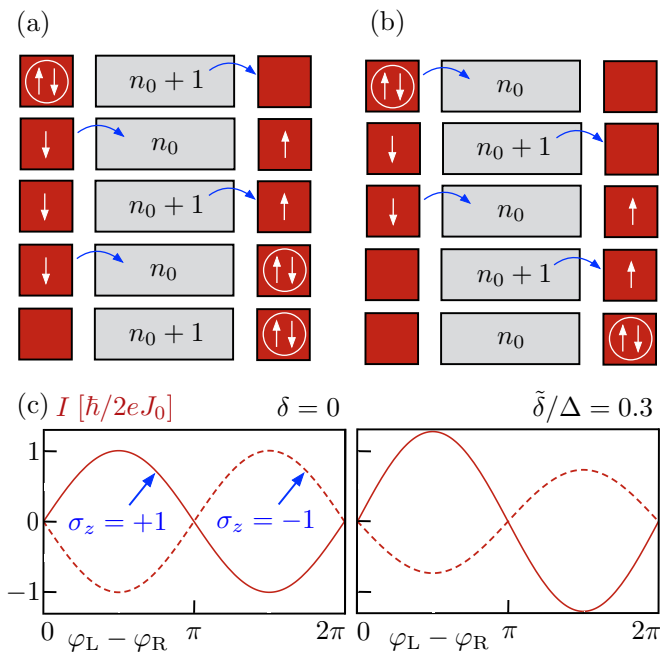 (a)
n₀ + 1
n₀
n₀ + 1
n₀
n₀ + 1
(b)
n₀
n₀ + 1
n₀
n₀ + 1
n₀
(c) I [ℏ/2eJ₀] δ = 0 δ̃/Δ = 0.3
1
0
−1
σz = +1 σz = −1
0 φL − φR π 2π
0 φL − φR π 2π